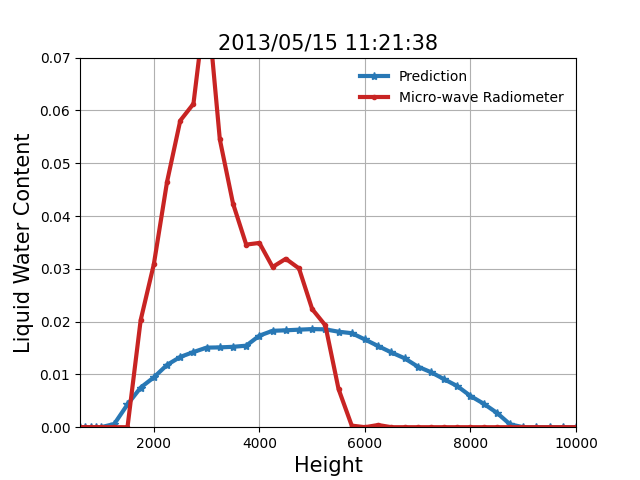 2013/05/15 11:21:38
0.07
0.06
0.05
0.04
0.03
0.02
0.01
0.00
Liquid Water Content
Prediction
Micro-wave Radiometer
2000 4000 6000 8000 10000
Height